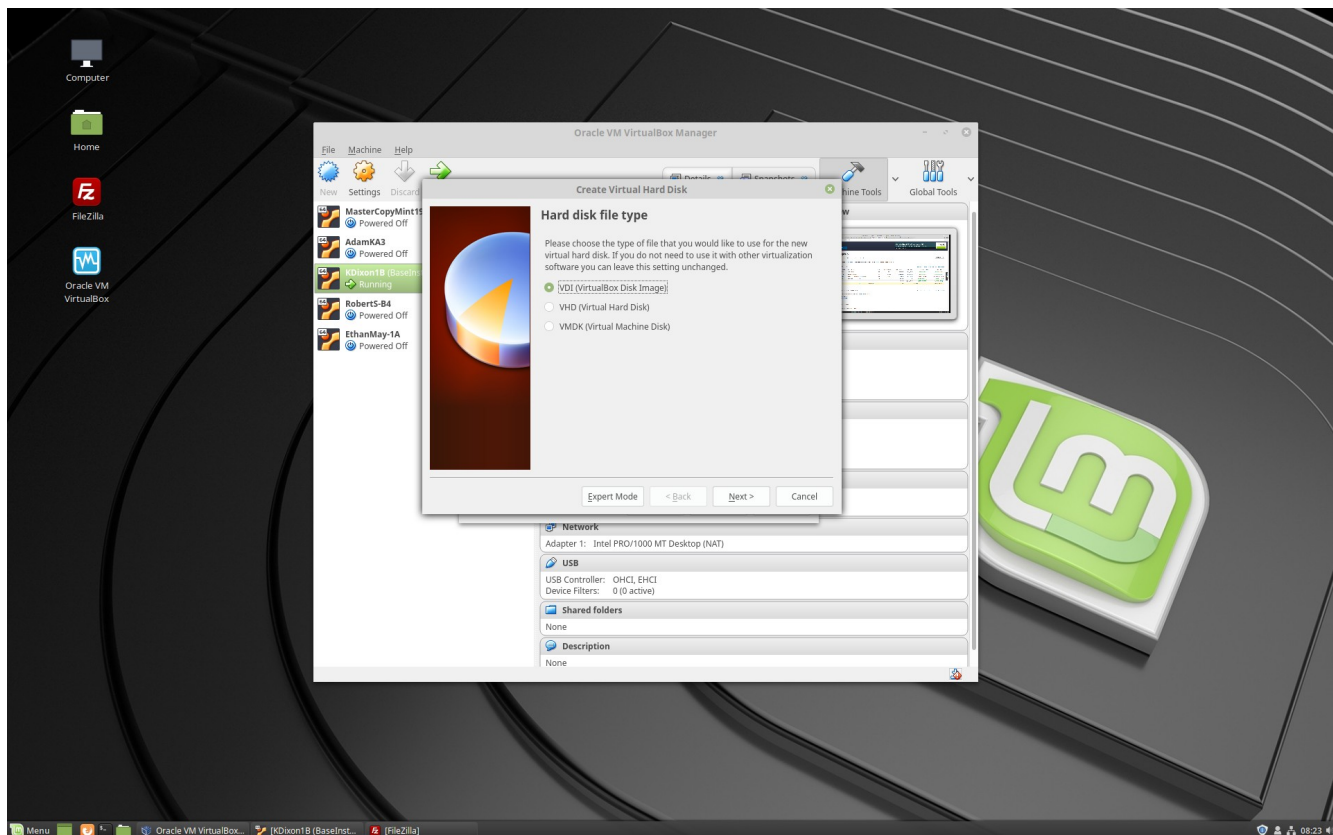 Computer
Home
FileZilla
Oracle VM
VirtualBox
Oracle VM VirtualBox Manager
File Machine Help
New Settings Discard
Details Snapshots
hine Tools
Global Tools
MasterCopyMint19
Powered Off
AdamKA3
Powered Off
KDixon1B (BaseInst
Running
RobertS-B4
Powered Off
EthanMay-1A
Powered Off
Create Virtual Hard Disk
Hard disk file type
Please choose the type of file that you would like to use for the new
virtual hard disk. If you do not need to use it with other virtualization
software you can leave this setting unchanged.
VDI (VirtualBox Disk Image)
VHD (Virtual Hard Disk)
VMDK (Virtual Machine Disk)
Expert Mode < Back Next > Cancel
w
Network
Adapter 1: Intel PRO/1000 MT Desktop (NAT)
USB
USB Controller: OHCI, EHCI
Device Filters: 0 (0 active)
Shared folders
None
Description
None
Menu Oracle VM VirtualBox... [KDixon1B (BaseInst... [FileZilla] 08:23